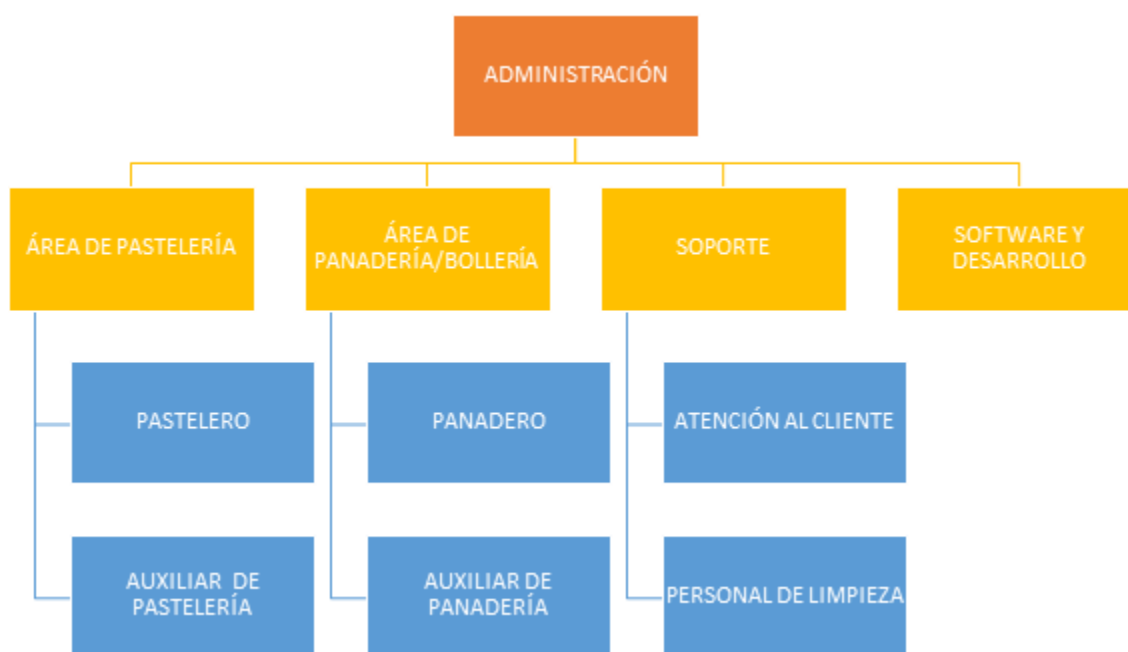 ADMINISTRACIÓN
ÁREA DE PASTELERÍA
ÁREA DE
PANADERÍA/BOLLERÍA
SOPORTE
SOFTWARE Y
DESARROLLO
PASTELERO
PANADERO
ATENCIÓN AL CLIENTE
AUXILIAR DE
PASTELERÍA
AUXILIAR DE
PANADERÍA
PERSONAL DE LIMPIEZA